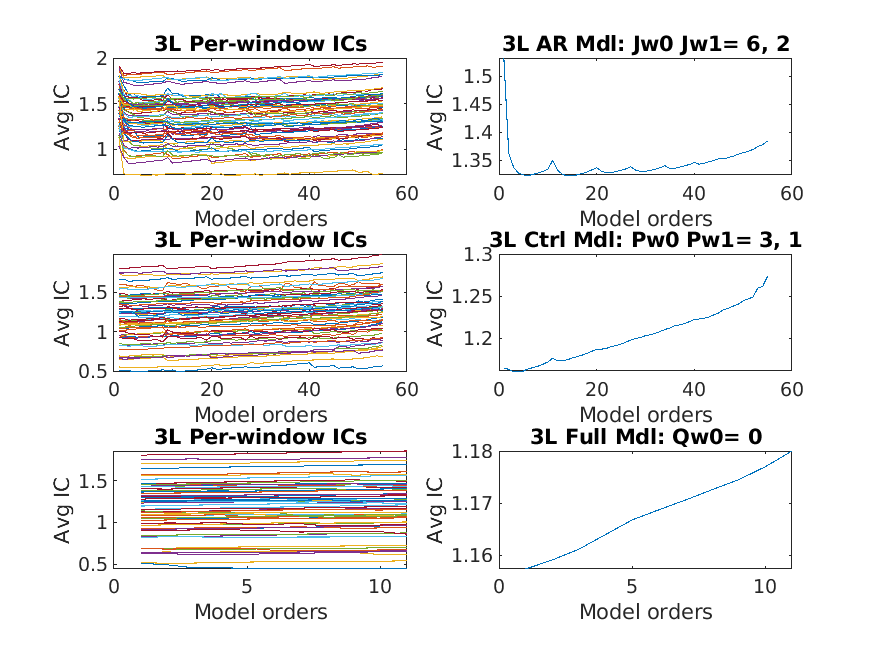 3L Per-window ICs
Avg IC
2
1.5
1
0
20
40
60
Model orders
3L AR Mdl: Jw0 Jw1= 6, 2
Avg IC
1.5
1.45
1.4
1.35
0
20
40
60
Model orders
3L Per-window ICs
Avg IC
1.5
1
0.5
0
20
40
60
Model orders
3L Ctrl Mdl: Pw0 Pw1= 3, 1
Avg IC
1.3
1.25
1.2
0
20
40
60
Model orders
3L Per-window ICs
Avg IC
1.5
1
0.5
0
5
10
Model orders
3L Full Mdl: Qw0= 0
Avg IC
1.18
1.17
1.16
0
5
10
Model orders